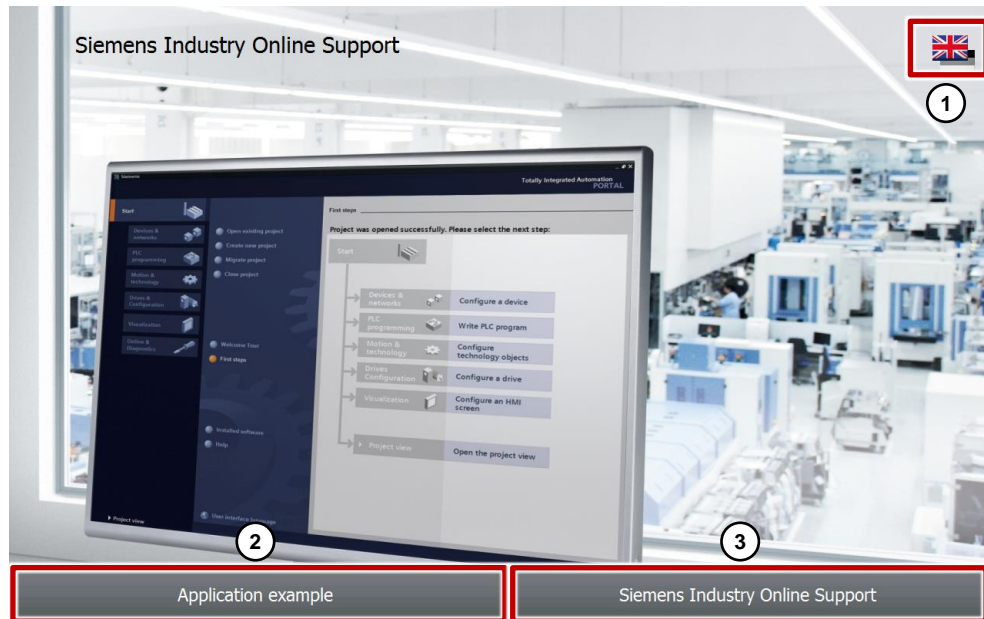 Siemens Industry Online Support
1
Siemens
Totally Integrated Automation
PORTAL
Start
Devices &
networks
PLC
programming
Motion &
technology
Drives &
Configuration
Visualization
Online &
Diagnostics
Open existing project
Create new project
Migrate project
Close project
Welcome Tour
First steps
Installed software
Help
User interface language
Project view
First steps
Project was opened successfully. Please select the next step:
Start
Devices &
networks
Configure a device
PLC
programming
Write PLC program
Motion &
technology
Configure
technology objects
Drives
Configuration
Configure a drive
Visualization
Configure an HMI
screen
Project view
Open the project view
2
3
Application example
Siemens Industry Online Support